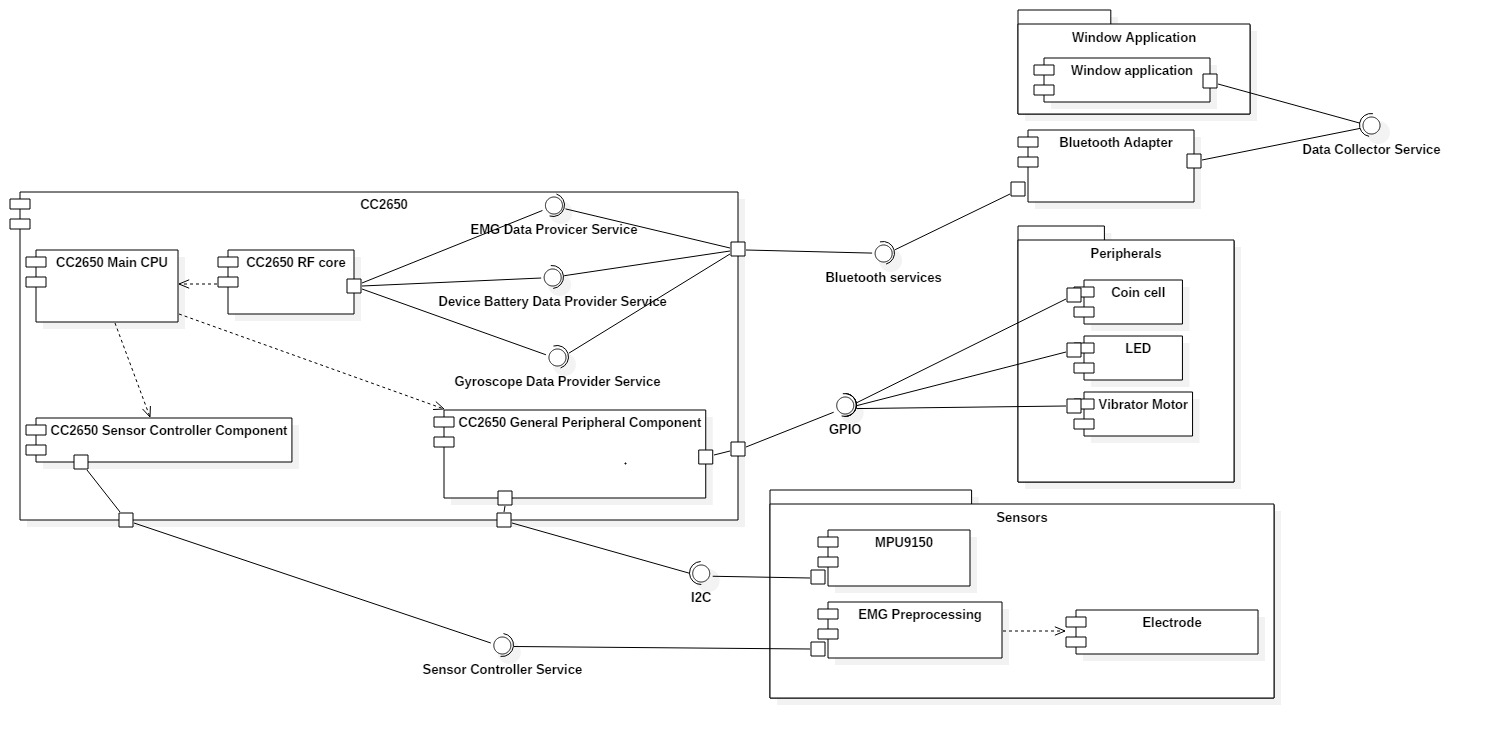 Window Application
Window application
Bluetooth Adapter
Data Collector Service
CC2650
EMG Data Provicer Service
CC2650 Main CPU
CC2650 RF core
Device Battery Data Provider Service
Bluetooth services
Gyroscope Data Provider Service
CC2650 Sensor Controller Component
CC2650 General Peripheral Component
Peripherals
Coin cell
LED
Vibrator Motor
GPIO
Sensors
MPU9150
I2C
EMG Preprocessing
Electrode
Sensor Controller Service